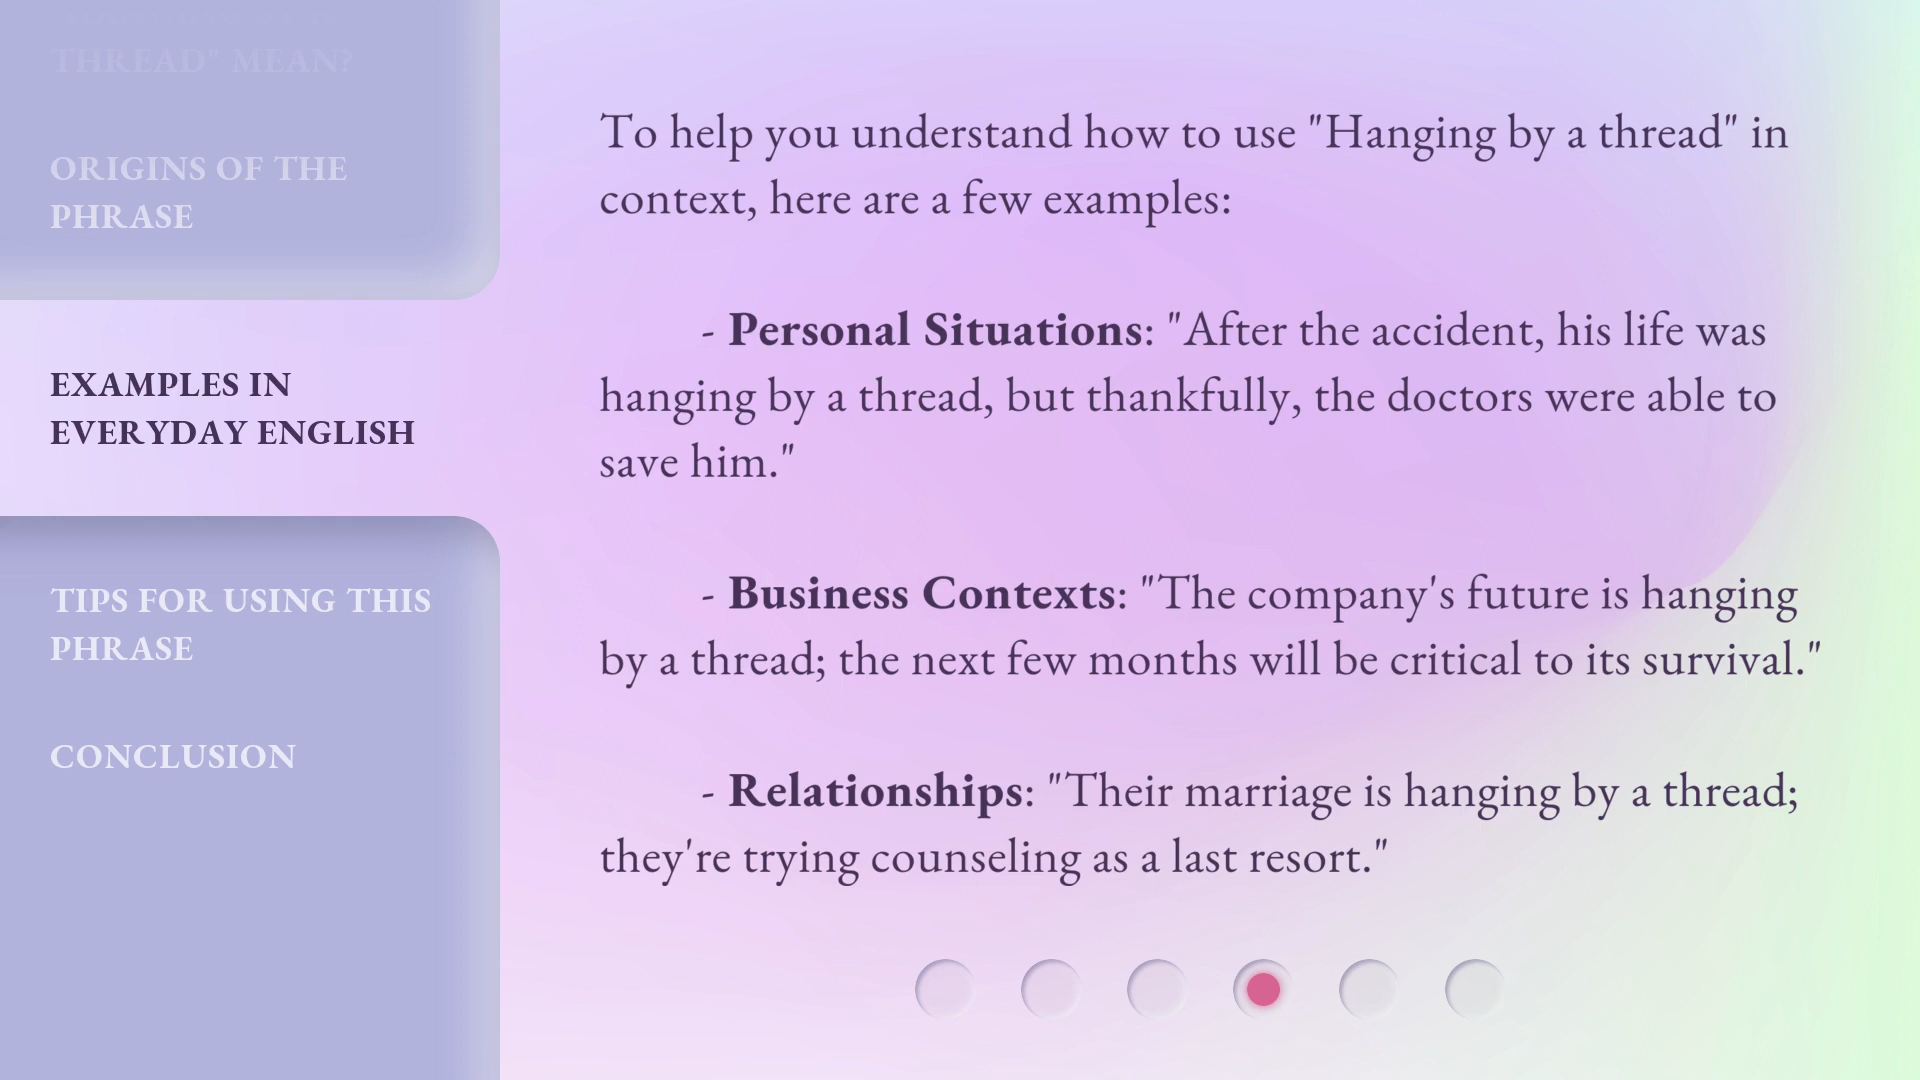 THREAD" MEAN?
ORIGINS OF THE
PHRASE
EXAMPLES IN
EVERYDAY ENGLISH
TIPS FOR USING THIS
PHRASE
CONCLUSION
To help you understand how to use "Hanging by a thread" in
context, here are a few examples:
- Personal Situations: "After the accident, his life was
hanging by a thread, but thankfully, the doctors were able to
save him."
- Business Contexts: "The company's future is hanging
by a thread; the next few months will be critical to its survival."
- Relationships: "Their marriage is hanging by a thread;
they're trying counseling as a last resort."